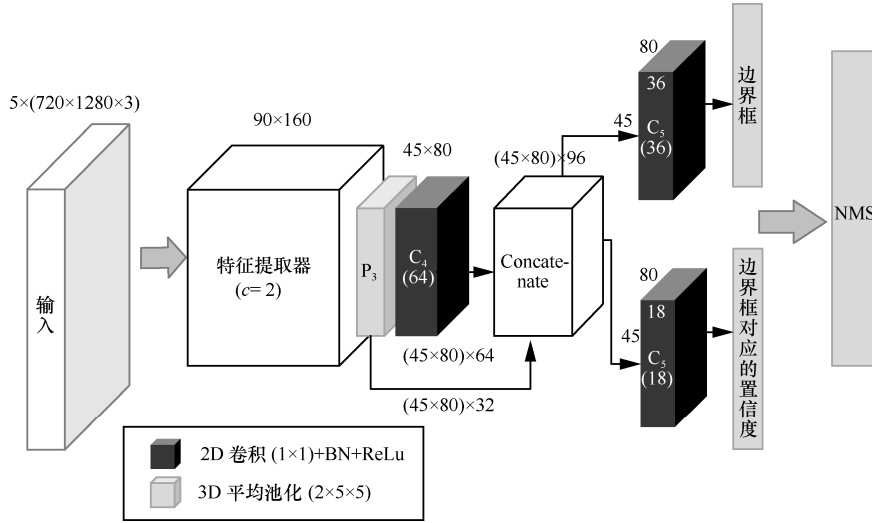 5×(720×1280×3)
输入
90×160
特征提取器
(c= 2)
P₃
45×80
C₄
(64)
(45×80)×64
(45×80)×32
(45×80)×96
Concate-
nate
80
45
36
C₅
(36)
边界框
80
45
18
C₅
(18)
边界框对应的置信度
NMS
2D 卷积 (1×1)+BN+ReLu
3D 平均池化 (2×5×5)